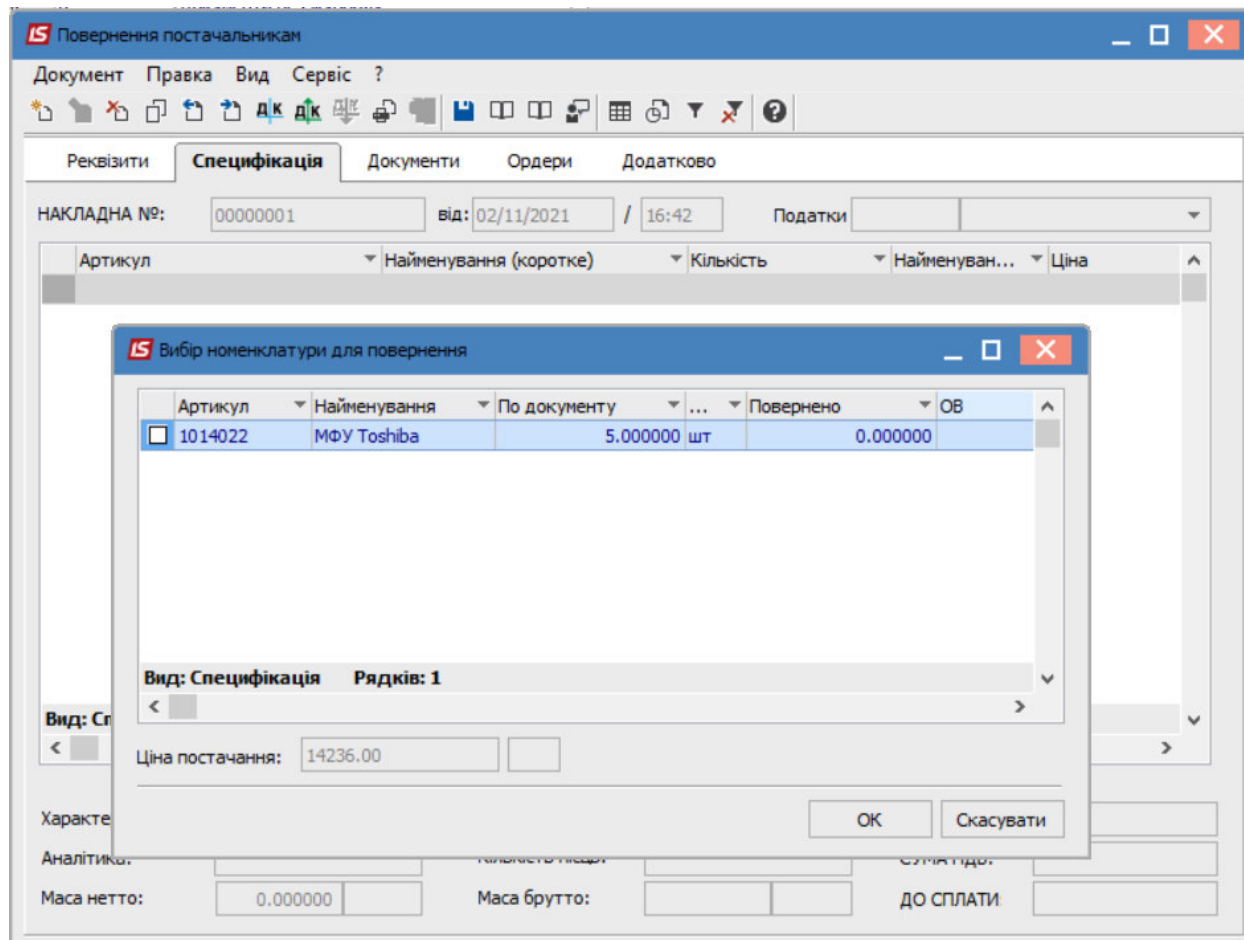 Повернення постачальникам
Документ Правка Вид Сервіс ?
Реквізити Специфікація Документи Ордери Додатково
НАКЛАДНА №: 00000001 від: 02/11/2021 / 16:42 Податки
Артикул Найменування (коротке) Кількість Найменуван... Ціна
Вибір номенклатури для повернення
Артикул Найменування По документу ... Повернено ОВ
1014022 МФУ Toshiba 5.000000 шт 0.000000
Вид: Специфікація Рядків: 1
Вид: Сп
Ціна постачання: 14236.00
ОК Скасувати
Характе
Аналітика:
Маса нетто: 0.000000 Маса брутто: ДО СПЛАТИ: